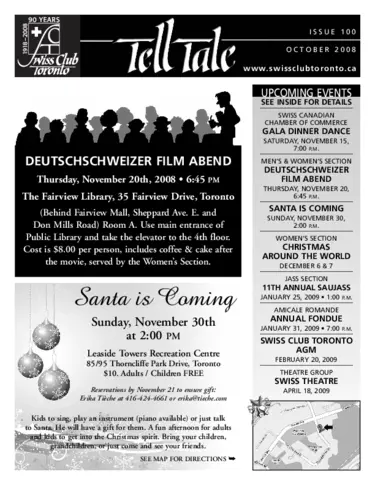 90 YEARS
1918–2008
Swiss Club
Toronto
Tell Tale
ISSUE 100
OCTOBER 2008
www.swissclubtoronto.ca
DEUTSCHSCHWEIZER FILM ABEND
Thursday, November 20th, 2008 • 6:45 PM
The Fairview Library, 35 Fairview Drive, Toronto
(Behind Fairview Mall, Sheppard Ave. E. and
Don Mills Road) Room A. Use main entrance of
Public Library and take the elevator to the 4th floor.
Cost is $8.00 per person, includes coffee & cake after
the movie, served by the Women's Section.
Santa is Coming
Sunday, November 30th
at 2:00 PM
Leaside Towers Recreation Centre
85/95 Thorncliffe Park Drive, Toronto
$10. Adults / Children FREE
Reservations by November 21 to ensure gift:
Erika Tüche at 416-424-4661 or erika@tiache.com
Kids to sing, play an instrument (piano available) or just talk
to Santa. He will have a gift for them. A fun afternoon for adults
and kids to get into the Christmas spirit. Bring your children,
grandchildren, or just come and see your friends.
SEE MAP FOR DIRECTIONS ➥
UPCOMING EVENTS
SEE INSIDE FOR DETAILS
SWISS CANADIAN
CHAMBER OF COMMERCE
GALA DINNER DANCE
SATURDAY, NOVEMBER 15,
7:00 P.M.
MEN'S & WOMEN'S SECTION
DEUTSCHSCHWEIZER
FILM ABEND
THURSDAY, NOVEMBER 20,
6:45 P.M.
SANTA IS COMING
SUNDAY, NOVEMBER 30,
2:00 P.M.
WOMEN'S SECTION
CHRISTMAS
AROUND THE WORLD
DECEMBER 6 & 7
JASS SECTION
11TH ANNUAL SAUJASS
JANUARY 25, 2009 • 1:00 P.M.
AMICALE ROMANDE
ANNUAL FONDUE
JANUARY 31, 2009 • 7:00 P.M.
SWISS CLUB TORONTO
AGM
FEBRUARY 20, 2009
THEATRE GROUP
SWISS THEATRE
APRIL 18, 2009